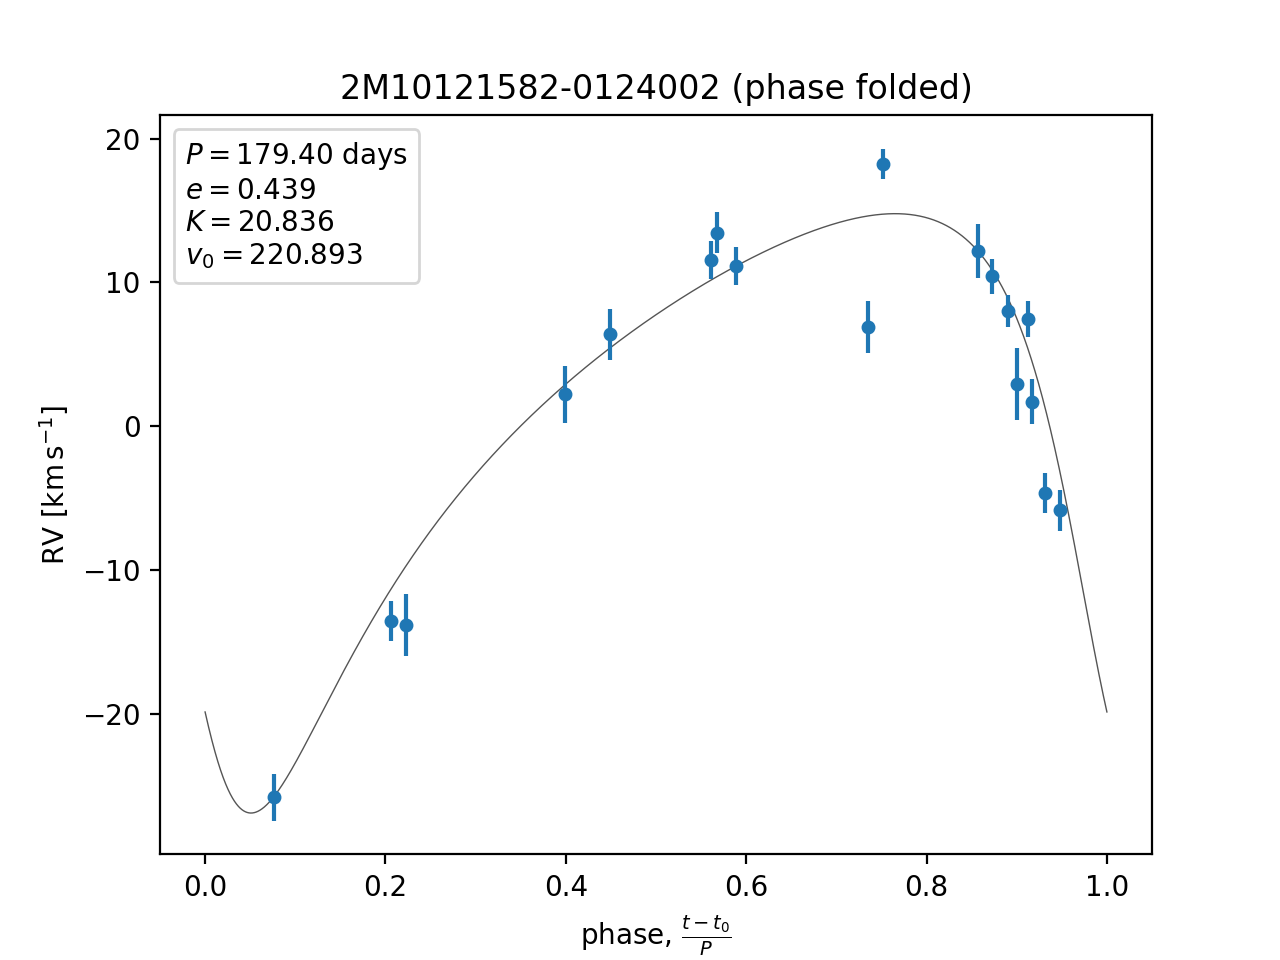 2M10121582-0124002 (phase folded)
P = 179.40 days
e = 0.439
K = 20.836
v₀ = 220.893
20
10
0
−10
−20
RV [km s⁻¹]
0.0 0.2 0.4 0.6 0.8 1.0
phase, (t − t₀)/P